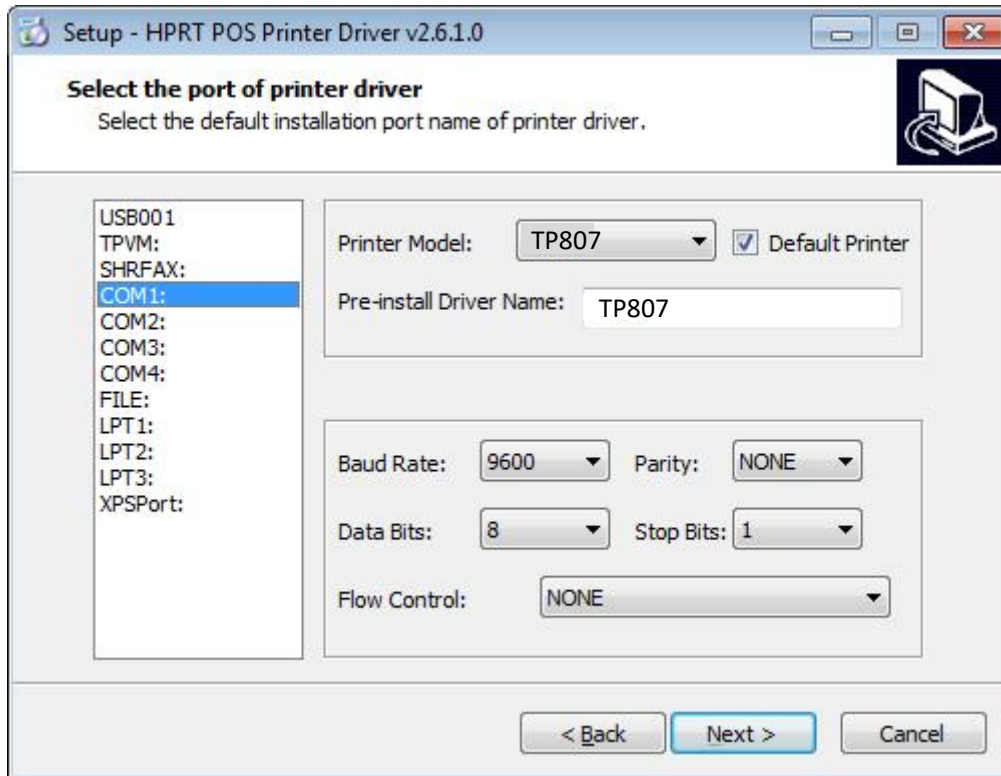 Setup - HPRT POS Printer Driver v2.6.1.0
Select the port of printer driver
Select the default installation port name of printer driver.
USB001
TPVM:
SHRFAX:
COM1:
COM2:
COM3:
COM4:
FILE:
LPT1:
LPT2:
LPT3:
XPSPort:
Printer Model: TP807 Default Printer
Pre-install Driver Name: TP807
Baud Rate: 9600 Parity: NONE
Data Bits: 8 Stop Bits: 1
Flow Control: NONE
< Back Next > Cancel